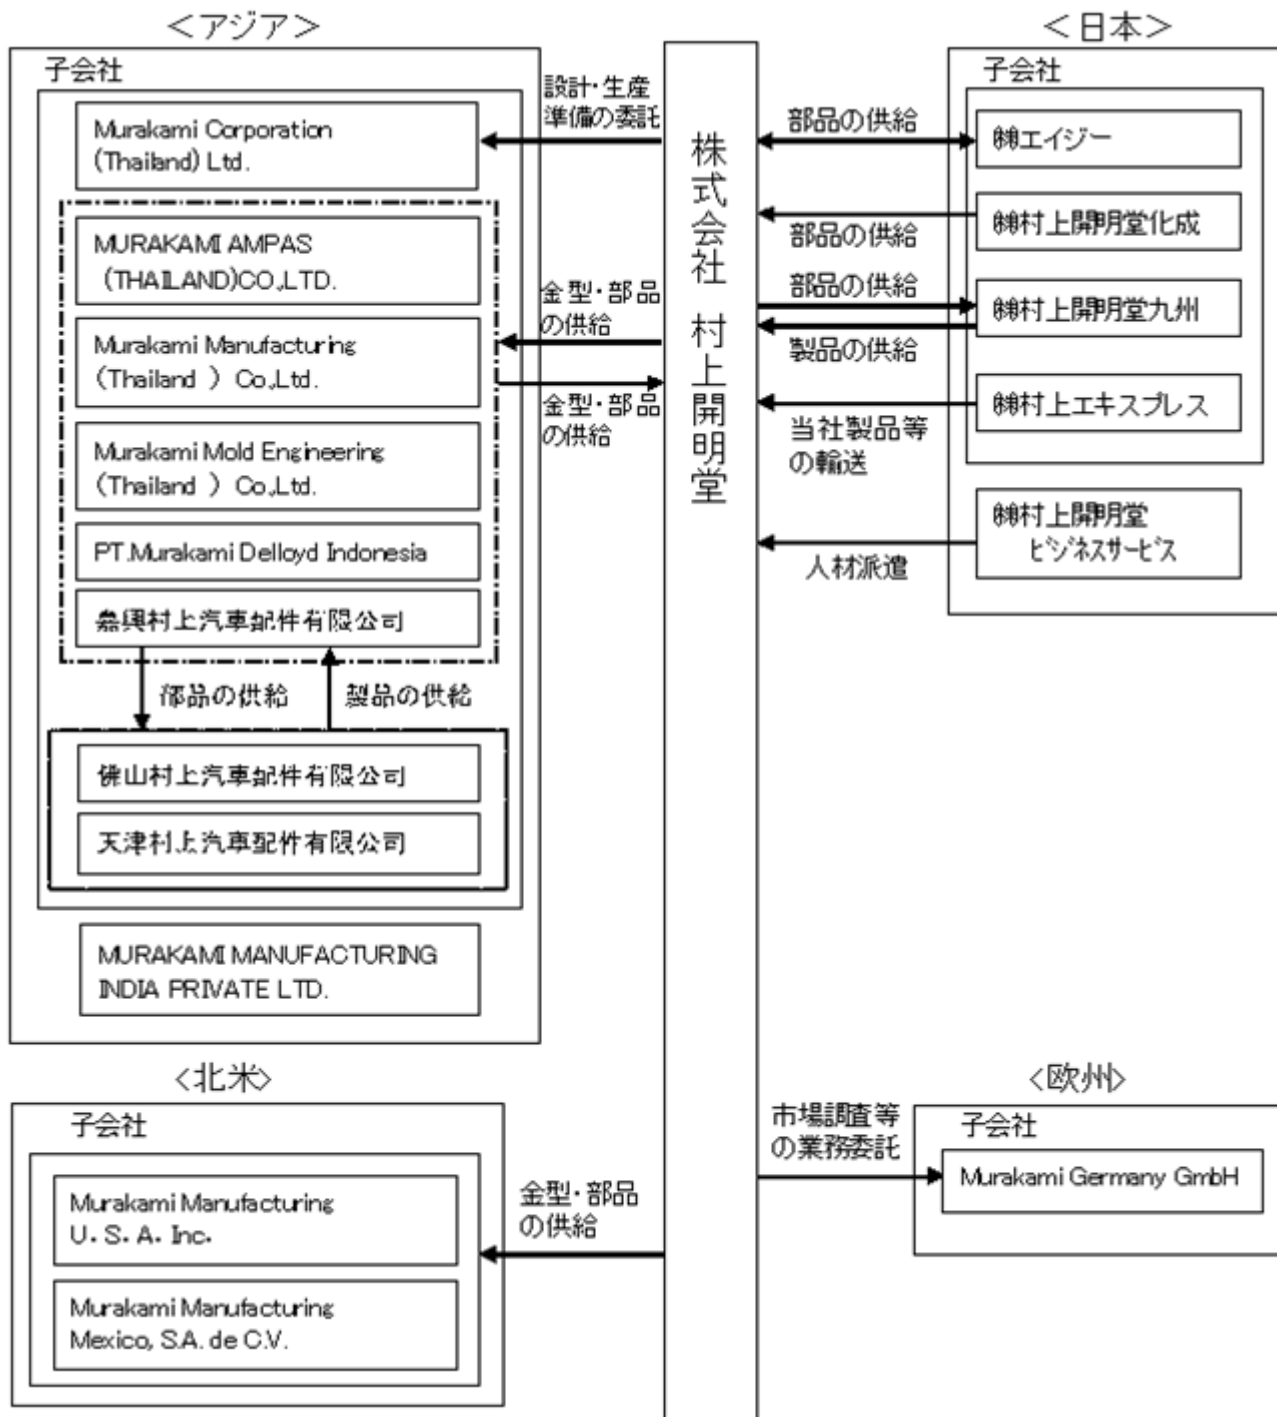 ＜アジア＞
子会社
Murakami Corporation
(Thailand) Ltd.
MURAKAMI AMPAS
(THAILAND)CO.,LTD.
Murakami Manufacturing
(Thailand ) Co.,Ltd.
Murakami Mold Engineering
(Thailand ) Co.,Ltd.
PT.Murakami Delloyd Indonesia
嘉興村上汽車配件有限公司
部品の供給
製品の供給
佛山村上汽車配件有限公司
天津村上汽車配件有限公司
MURAKAMI MANUFACTURING
INDIA PRIVATE LTD.
設計・生産
準備の委託
金型・部品
の供給
金型・部品
の供給
株式会社 村上開明堂
＜日本＞
子会社
部品の供給
㈱エイジー
㈱村上開明堂化成
部品の供給
部品の供給
㈱村上開明堂九州
製品の供給
㈱村上エキスプレス
当社製品等
の輸送
㈱村上開明堂
ビジネスサービス
人材派遣
＜北米＞
子会社
Murakami Manufacturing
U. S. A. Inc.
Murakami Manufacturing
Mexico, S.A. de C.V.
金型・部品
の供給
＜欧州＞
市場調査等
の業務委託
子会社
Murakami Germany GmbH